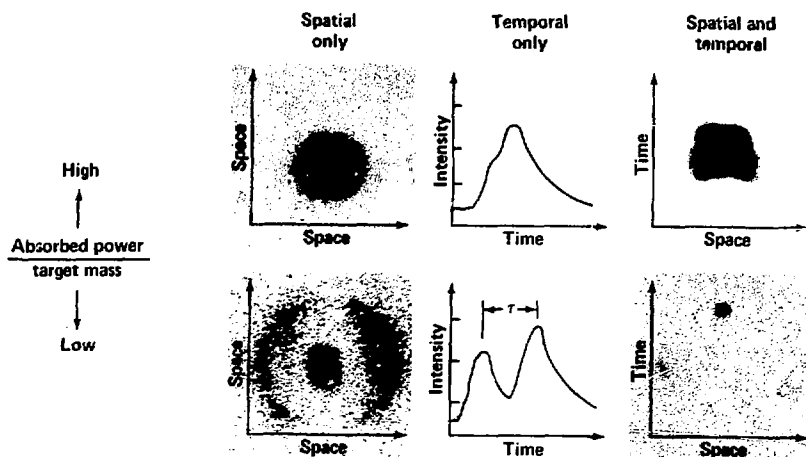 Spatial
only
Temporal
only
Spatial and
temporal
High
Absorbed power
target mass
Low
Space
Space
Intensity
Time
Time
Space
Space
Space
Intensity
τ
Time
Time
Space